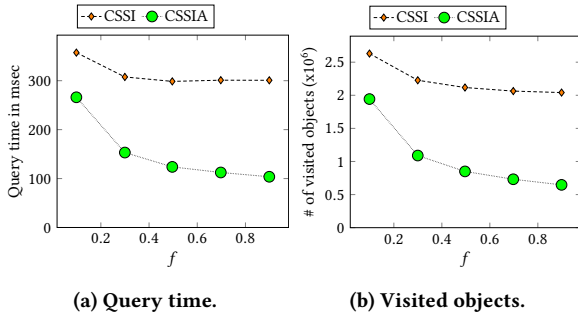 CSSI CSSIA
Query time in msec
300
200
100
0
0.2 0.4 0.6 0.8
f
(a) Query time.
CSSI CSSIA
# of visited objects (x10⁶)
2.5
2
1.5
1
0.5
0
0.2 0.4 0.6 0.8
f
(b) Visited objects.